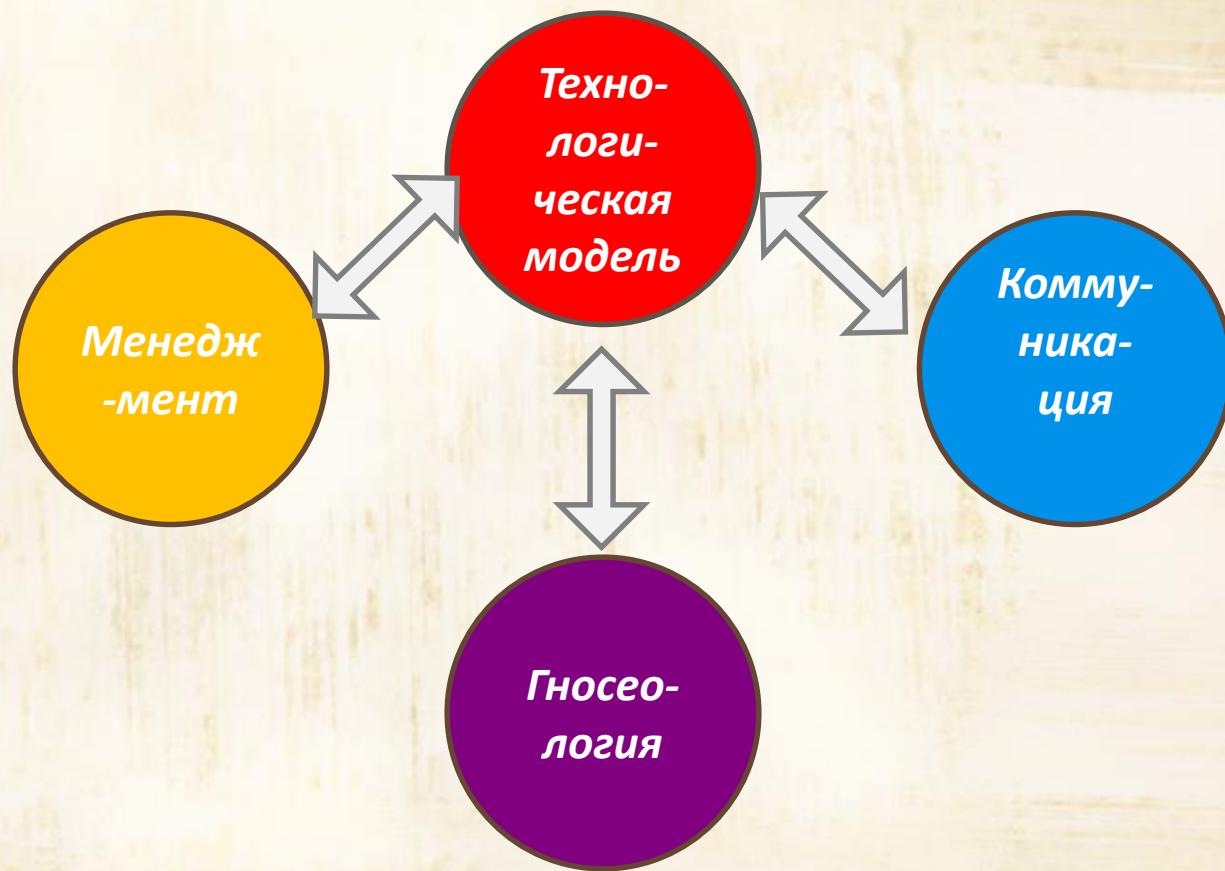 Техно-
логи-
ческая
модель
Менедж
-мент
Комму-
ника-
ция
Гносео-
логия